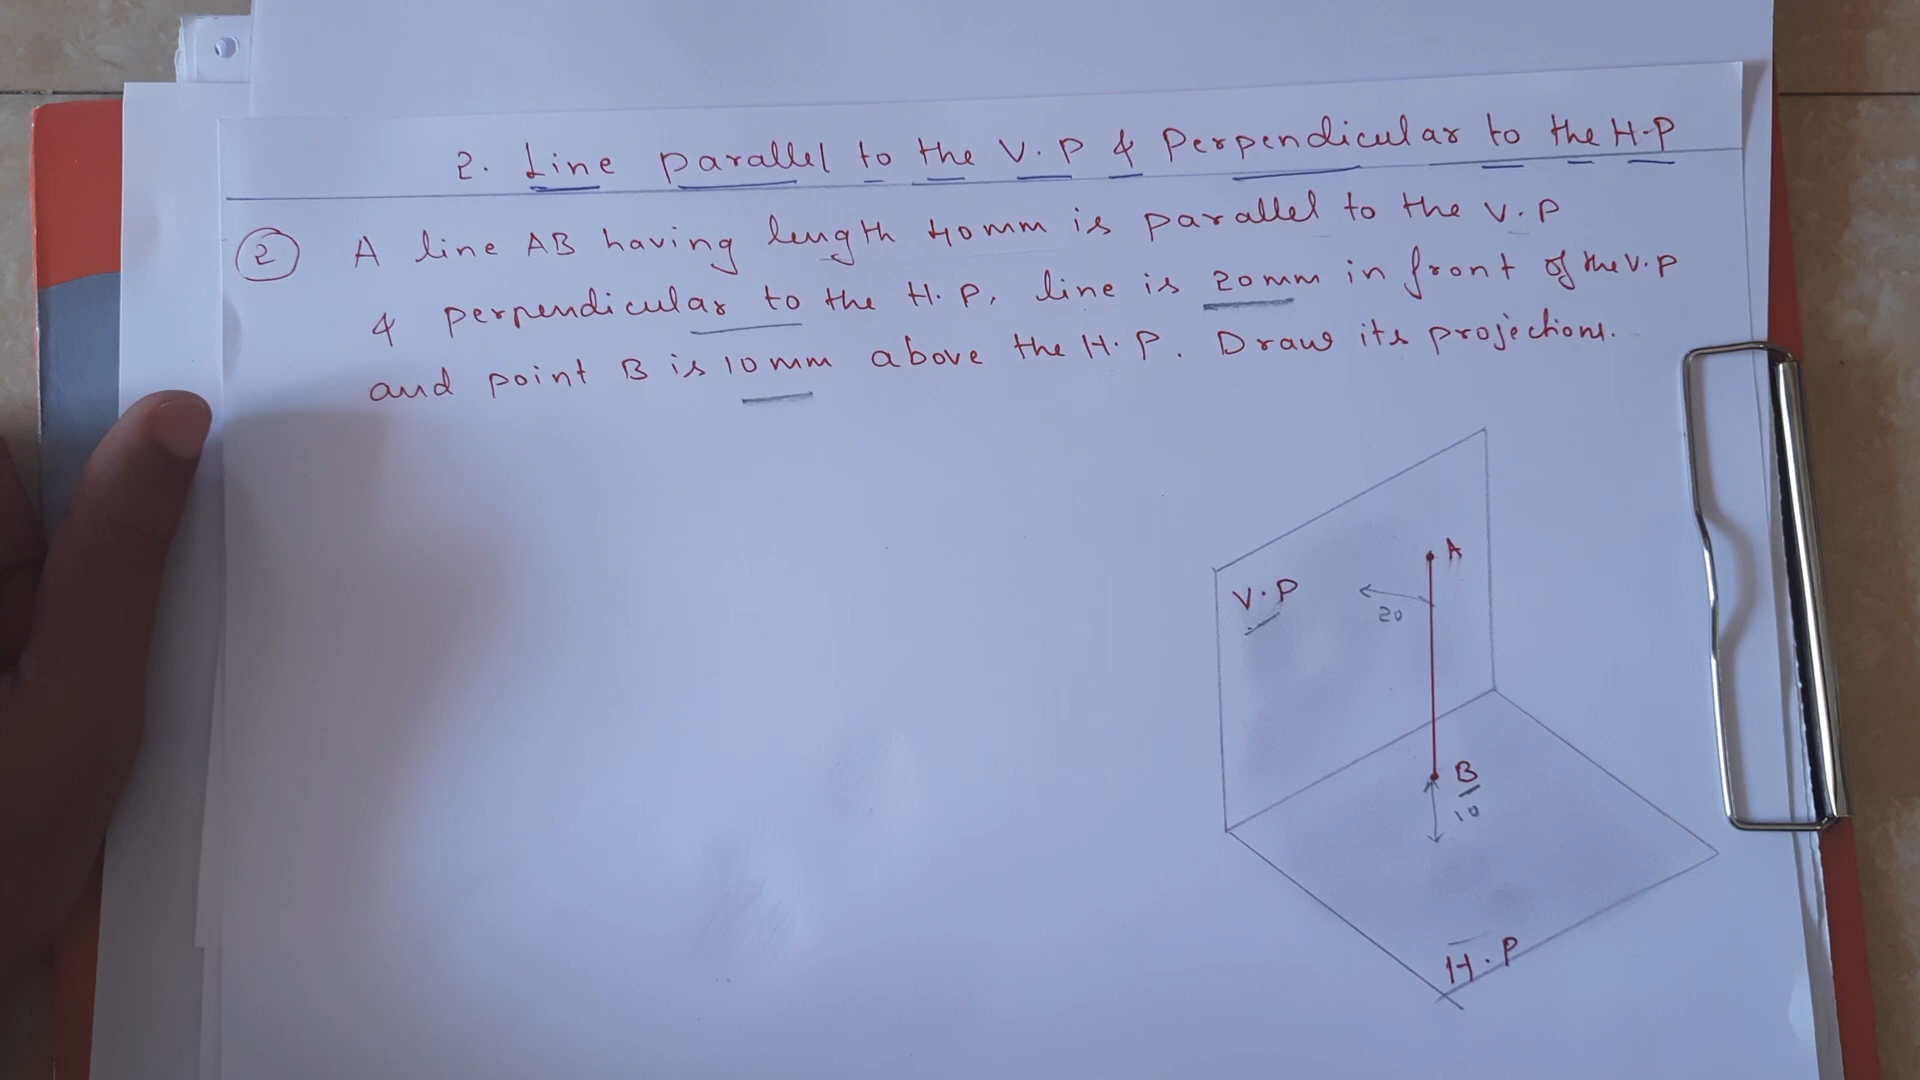 2. Line parallel to the V.P & Perpendicular to the H.P
2 A line AB having length 40mm is parallel to the V.P
& perpendicular to the H.P, line is 20mm in front of the V.P
and point B is 10mm above the H.P. Draw its projections.
A
V.P
20
B
10
H.P